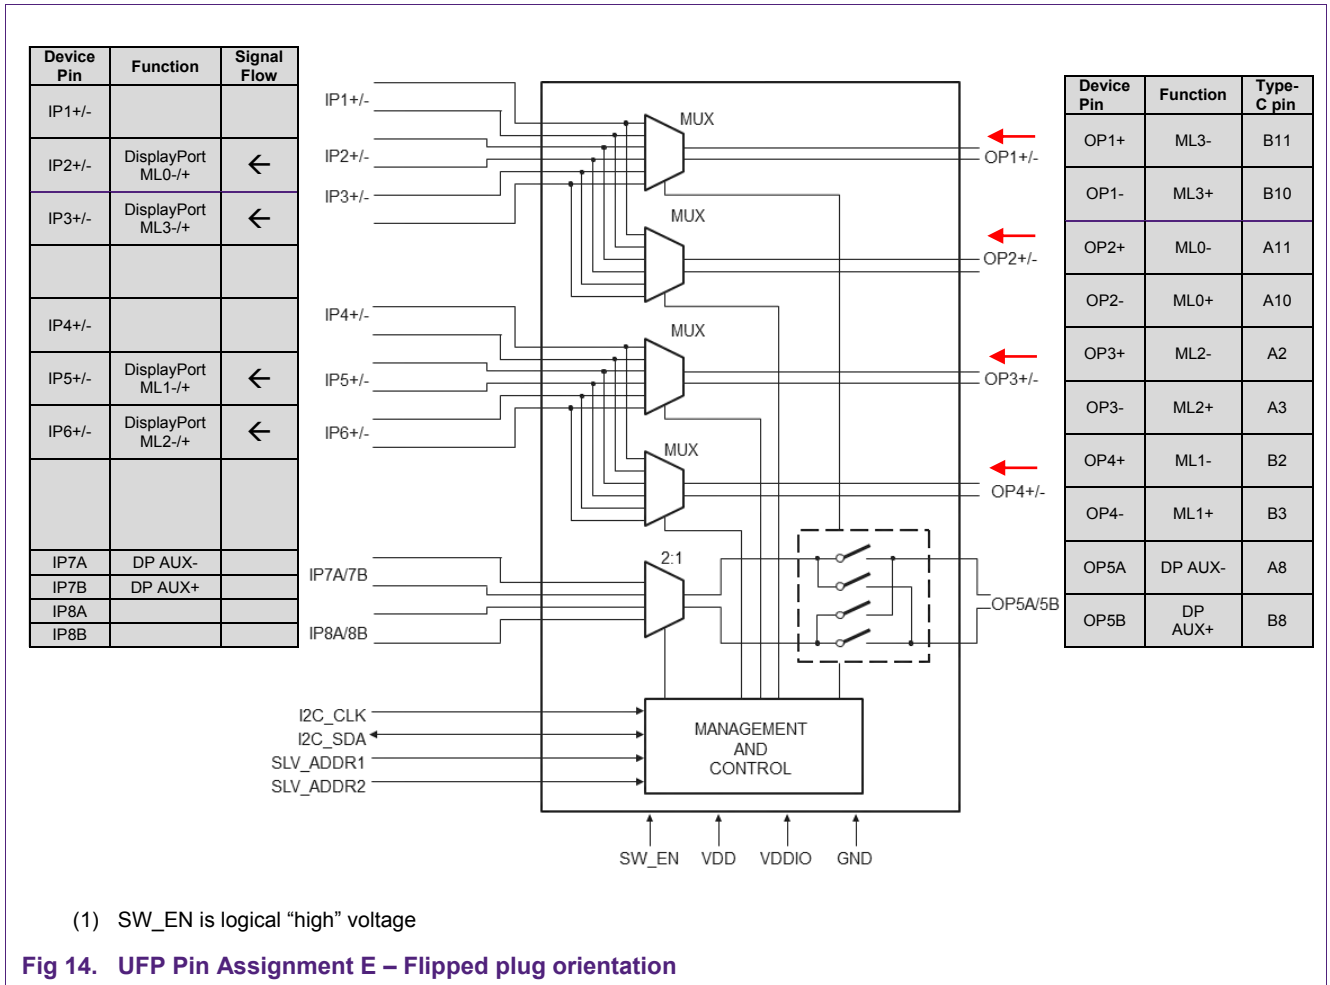 Device Pin | Function | Signal Flow
IP1+/-
IP2+/- | DisplayPort ML0-/+ | ←
IP3+/- | DisplayPort ML3-/+ | ←
IP4+/-
IP5+/- | DisplayPort ML1-/+ | ←
IP6+/- | DisplayPort ML2-/+ | ←
IP7A | DP AUX-
IP7B | DP AUX+
IP8A
IP8B
IP1+/-
IP2+/-
IP3+/-
IP4+/-
IP5+/-
IP6+/-
IP7A/7B
IP8A/8B
I2C_CLK
I2C_SDA
SLV_ADDR1
SLV_ADDR2
MUX
MUX
MUX
MUX
2:1
MANAGEMENT
AND
CONTROL
SW_EN VDD VDDIO GND
OP1+/-
OP2+/-
OP3+/-
OP4+/-
OP5A/5B
Device Pin | Function | Type-C pin
OP1+ | ML3- | B11
OP1- | ML3+ | B10
OP2+ | ML0- | A11
OP2- | ML0+ | A10
OP3+ | ML2- | A2
OP3- | ML2+ | A3
OP4+ | ML1- | B2
OP4- | ML1+ | B3
OP5A | DP AUX- | A8
OP5B | DP AUX+ | B8
(1) SW_EN is logical “high” voltage
Fig 14. UFP Pin Assignment E – Flipped plug orientation